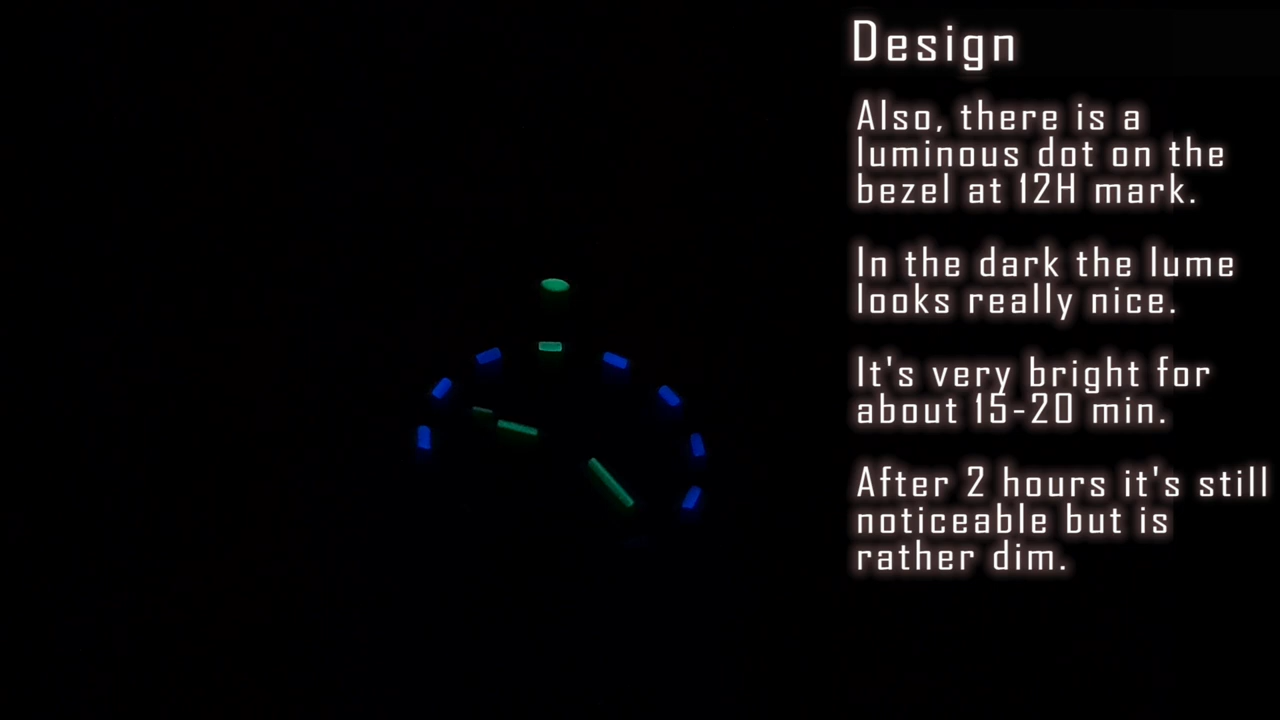 Design
Also, there is a
luminous dot on the
bezel at 12H mark.
In the dark the lume
looks really nice.
It's very bright for
about 15-20 min.
After 2 hours it's still
noticeable but is
rather dim.